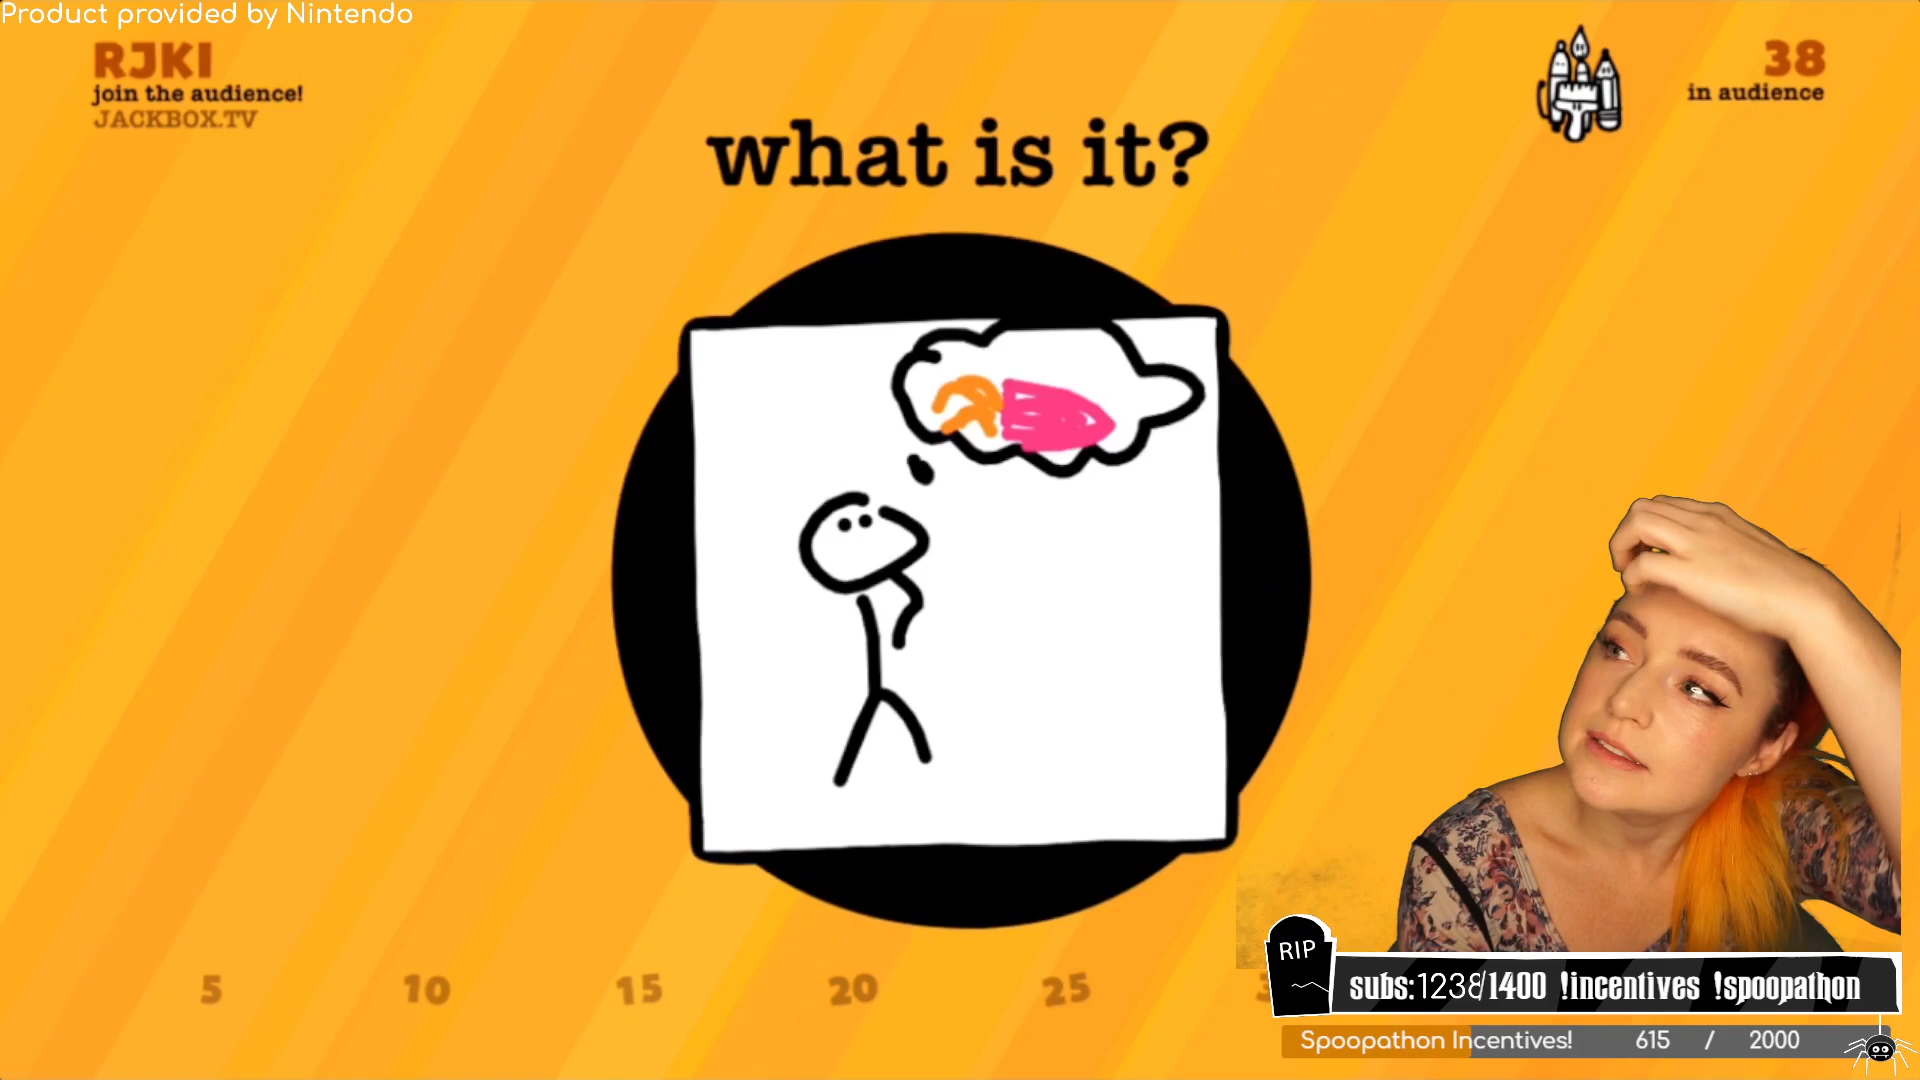 Product provided by Nintendo
RJKI
join the audience!
JACKBOX.TV
38
in audience
what is it?
5
10
15
20
25
RIP
subs:1238/1400 !incentives !spoopathon
Spoopathon Incentives! 615 / 2000